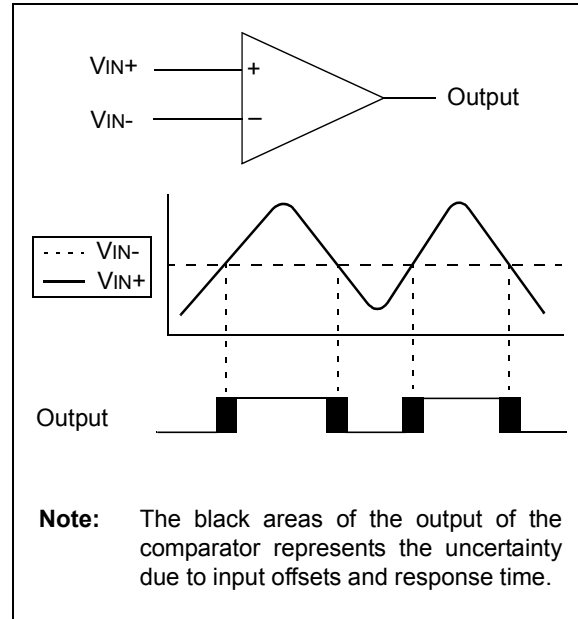 VIN+
+
Output
VIN-
–
VIN-
VIN+
Output
Note: The black areas of the output of the
comparator represents the uncertainty
due to input offsets and response time.